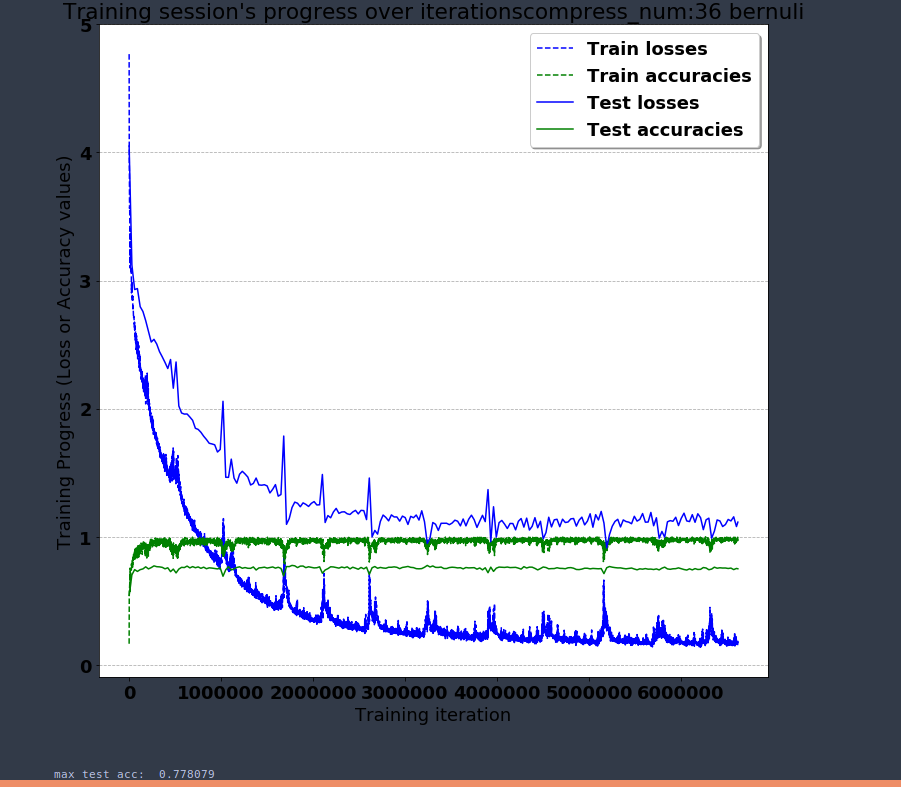 Training session's progress over iterationscompress_num:36 bernuli
Training Progress (Loss or Accuracy values)
5
4
3
2
1
0
Train losses
Train accuracies
Test losses
Test accuracies
0 1000000 2000000 3000000 4000000 5000000 6000000
Training iteration
max test acc: 0.778079